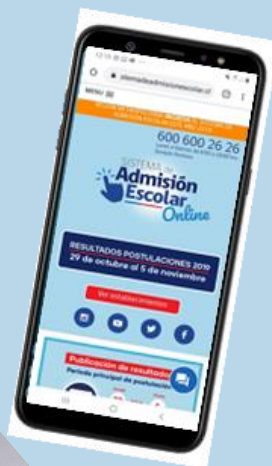 sistemadeadmisionescolar.cl
MENU
600 600 26 26
SISTEMA DE
Admisión
Escolar
Online
RESULTADOS POSTULACIONES 2019
29 de octubre al 5 de noviembre
Ver establecimientos
Publicación de resultados
Periodo principal de postulación